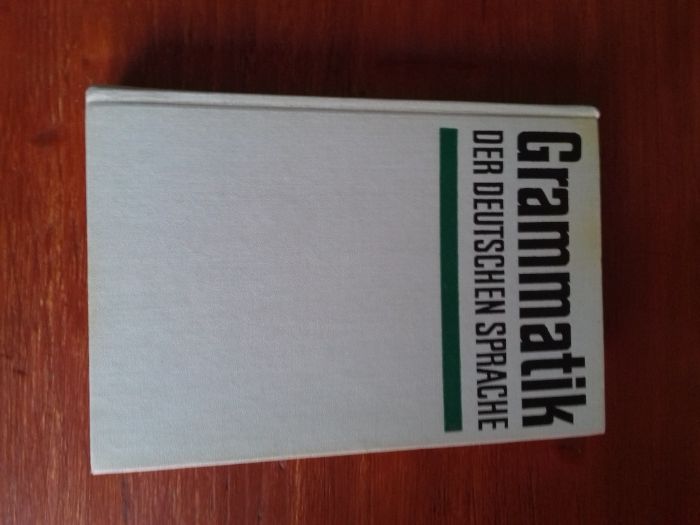 Grammatik
DER DEUTSCHEN SPRACHE